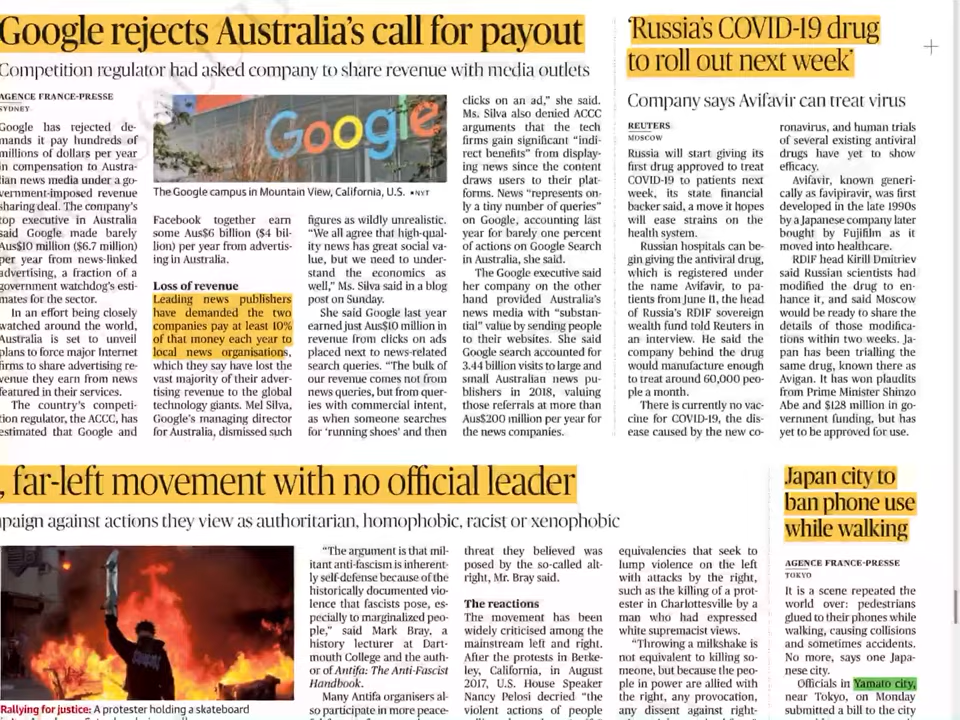 Google rejects Australia's call for payout
Competition regulator had asked company to share revenue with media outlets
AGENCE FRANCE-PRESSE
SYDNEY
Google has rejected de-
mands it pay hundreds of
millions of dollars per year
in compensation to Austra-
lian news media under a go-
vernment-imposed revenue
sharing deal. The company's
top executive in Australia
said Google made barely
Aus$10 million ($6.7 million)
per year from news-linked
advertising, a fraction of a
government watchdog's esti-
mates for the sector.
In an effort being closely
watched around the world,
Australia is set to unveil
plans to force major Internet
firms to share advertising re-
venue they earn from news
featured in their services.
The country's competi-
tion regulator, the ACCC, has
estimated that Google and
Google
The Google campus in Mountain View, California, U.S. •NYT
Facebook together earn
some Aus$6 billion ($4 bil-
lion) per year from advertis-
ing in Australia.
Loss of revenue
Leading news publishers
have demanded the two
companies pay at least 10%
of that money each year to
local news organisations,
which they say have lost the
vast majority of their adver-
tising revenue to the global
technology giants. Mel Silva,
Google's managing director
for Australia, dismissed such
figures as wildly unrealistic.
"We all agree that high-qual-
ity news has great social va-
lue, but we need to under-
stand the economics as
well," Ms. Silva said in a blog
post on Sunday.
She said Google last year
earned just Aus$10 million in
revenue from clicks on ads
placed next to news-related
search queries. "The bulk of
our revenue comes not from
news queries, but from quer-
ies with commercial intent,
as when someone searches
for 'running shoes' and then
clicks on an ad," she said.
Ms. Silva also denied ACCC
arguments that the tech
firms gain significant "indi-
rect benefits" from display-
ing news since the content
draws users to their plat-
forms. News "represents on-
ly a tiny number of queries"
on Google, accounting last
year for barely one percent
of actions on Google Search
in Australia, she said.
The Google executive said
her company on the other
hand provided Australia's
news media with "substan-
tial" value by sending people
to their websites. She said
Google search accounted for
3.44 billion visits to large and
small Australian news pu-
blishers in 2018, valuing
those referrals at more than
Aus$200 million per year for
the news companies.
'Russia's COVID-19 drug
to roll out next week'
Company says Avifavir can treat virus
REUTERS
MOSCOW
Russia will start giving its
first drug approved to treat
COVID-19 to patients next
week, its state financial
backer said, a move it hopes
will ease strains on the
health system.
Russian hospitals can be-
gin giving the antiviral drug,
which is registered under
the name Avifavir, to pa-
tients from June 11, the head
of Russia's RDIF sovereign
wealth fund told Reuters in
an interview. He said the
company behind the drug
would manufacture enough
to treat around 60,000 peo-
ple a month.
There is currently no vac-
cine for COVID-19, the dis-
ease caused by the new co-
ronavirus, and human trials
of several existing antiviral
drugs have yet to show
efficacy.
Avifavir, known generi-
cally as favipiravir, was first
developed in the late 1990s
by a Japanese company later
bought by Fujifilm as it
moved into healthcare.
RDIF head Kirill Dmitriev
said Russian scientists had
modified the drug to en-
hance it, and said Moscow
would be ready to share the
details of those modifica-
tions within two weeks. Ja-
pan has been trialling the
same drug, known there as
Avigan. It has won plaudits
from Prime Minister Shinzo
Abe and $128 million in go-
vernment funding, but has
yet to be approved for use.
, far-left movement with no official leader
paign against actions they view as authoritarian, homophobic, racist or xenophobic
Rallying for justice: A protester holding a skateboard
"The argument is that mil-
itant anti-fascism is inherent-
ly self-defense because of the
historically documented vio-
lence that fascists pose, es-
pecially to marginalized peo-
ple," said Mark Bray, a
history lecturer at Dart-
mouth College and the auth-
or of Antifa: The Anti-Fascist
Handbook.
Many Antifa organisers al-
so participate in more peace-
threat they believed was
posed by the so-called alt-
right, Mr. Bray said.
The reactions
The movement has been
widely criticised among the
mainstream left and right.
After the protests in Berke-
ley, California, in August
2017, U.S. House Speaker
Nancy Pelosi decried "the
violent actions of people
equivalencies that seek to
lump violence on the left
with attacks by the right,
such as the killing of a prot-
ester in Charlottesville by a
man who had expressed
white supremacist views.
"Throwing a milkshake is
not equivalent to killing so-
meone, but because the peo-
ple in power are allied with
the right, any provocation,
any dissent against right-
Japan city to
ban phone use
while walking
AGENCE FRANCE-PRESSE
TOKYO
It is a scene repeated the
world over: pedestrians
glued to their phones while
walking, causing collisions
and sometimes accidents.
No more, says one Japa-
nese city.
Officials in Yamato city,
near Tokyo, on Monday
submitted a bill to the city